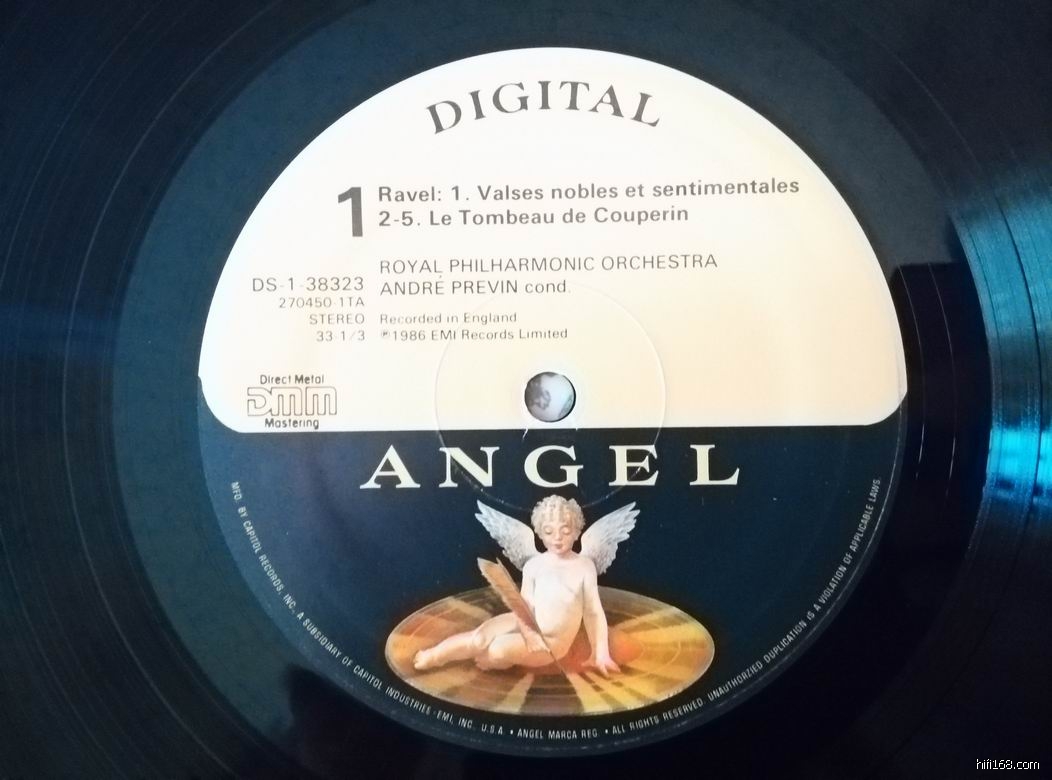 DIGITAL
1
Ravel: 1. Valses nobles et sentimentales
2-5. Le Tombeau de Couperin
ROYAL PHILHARMONIC ORCHESTRA
ANDRÉ PREVIN cond.
DS-1-38323
270450-1TA
STEREO
33-1/3
Recorded in England
℗1986 EMI Records Limited
Direct Metal
DMM
Mastering
ANGEL
MFD. BY CAPITOL RECORDS, INC., A SUBSIDIARY OF CAPITOL INDUSTRIES-EMI, INC., U.S.A. • ANGEL MARCA REG. • ALL RIGHTS RESERVED. UNAUTHORZIED DUPLICATION IS A VIOLATION OF APPLICABLE LAWS.
hifi168.com